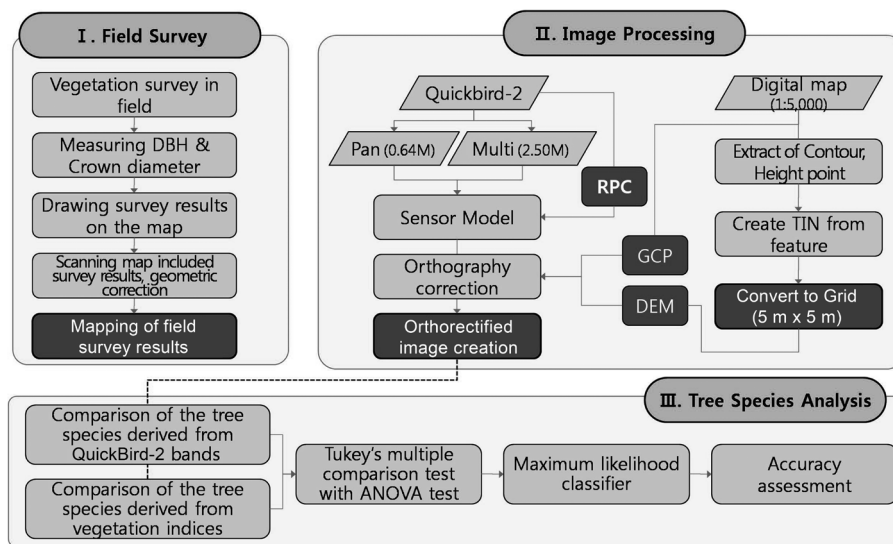 Ⅰ. Field Survey
Vegetation survey in
field
Measuring DBH &
Crown diameter
Drawing survey results
on the map
Scanning map included
survey results, geometric
correction
Mapping of field
survey results
Ⅱ. Image Processing
Quickbird-2
Pan (0.64M)
Multi (2.50M)
RPC
Sensor Model
Orthography
correction
Orthorectified
image creation
GCP
DEM
Digital map
(1:5,000)
Extract of Contour,
Height point
Create TIN from
feature
Convert to Grid
(5 m x 5 m)
Ⅲ. Tree Species Analysis
Comparison of the tree
species derived from
QuickBird-2 bands
Comparison of the tree
species derived from
vegetation indices
Tukey's multiple
comparison test
with ANOVA test
Maximum likelihood
classifier
Accuracy
assessment